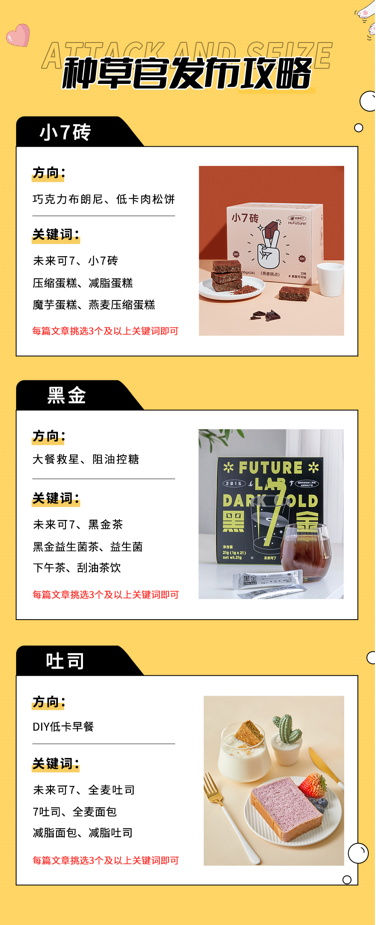 ATTACK AND SEIZE
种草官发布攻略
小7砖
方向：
巧克力布朗尼、低卡肉松饼
关键词：
未来可7、小7砖
压缩蛋糕、减脂蛋糕
魔芋蛋糕、燕麦压缩蛋糕
每篇文章挑选3个及以上关键词即可
小7砖
黑金
方向：
大餐救星、阻油控糖
关键词：
未来可7、黑金茶
黑金益生菌茶、益生菌
下午茶、刮油茶饮
每篇文章挑选3个及以上关键词即可
FUTURE
LAB
DARK GOLD
黑金
吐司
方向：
DIY低卡早餐
关键词：
未来可7、全麦吐司
7吐司、全麦面包
减脂面包、减脂吐司
每篇文章挑选3个及以上关键词即可